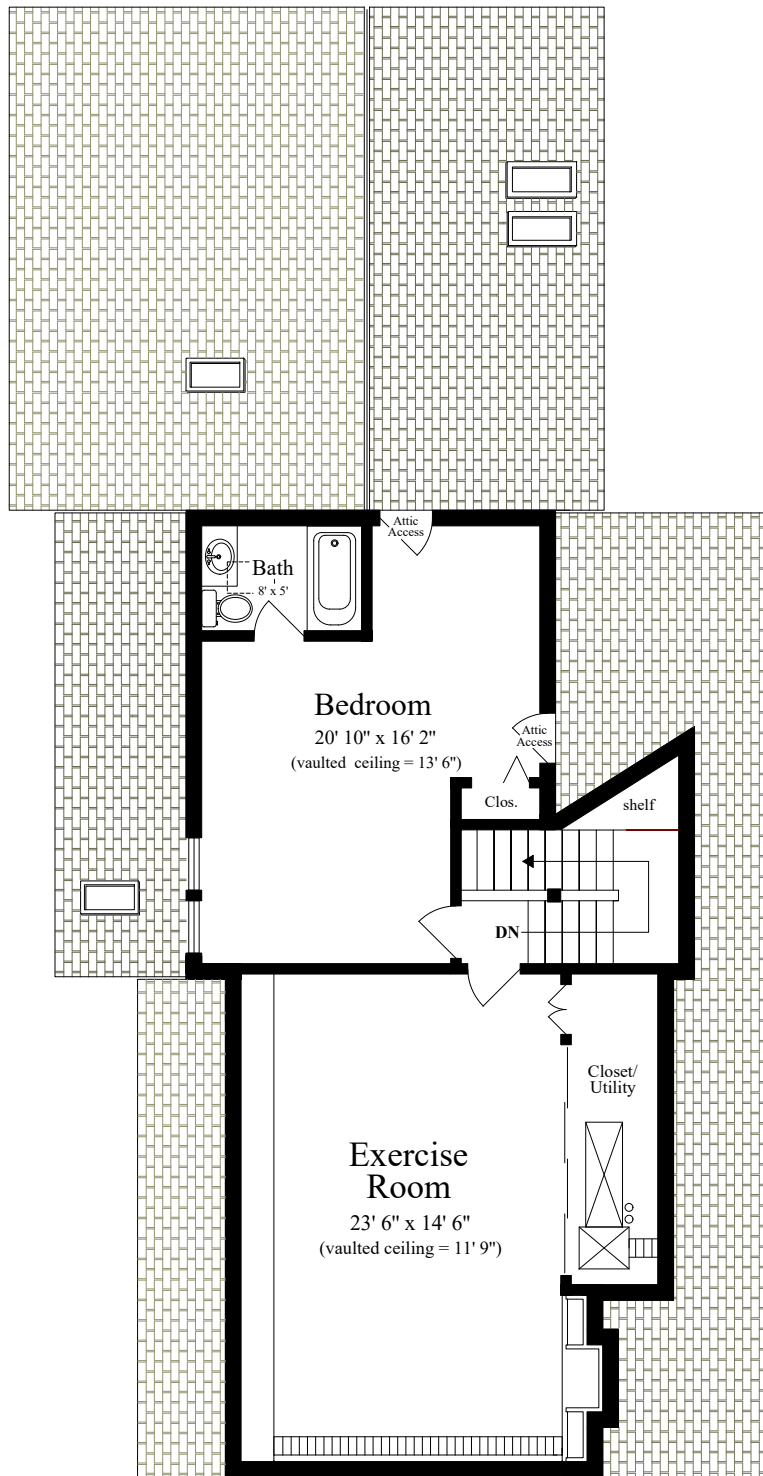 Attic
Access
Bath
8' x 5'
Bedroom
20' 10" x 16' 2"
(vaulted ceiling = 13' 6")
Attic
Access
Clos.
shelf
DN
Closet/
Utility
Exercise
Room
23' 6" x 14' 6"
(vaulted ceiling = 11' 9")